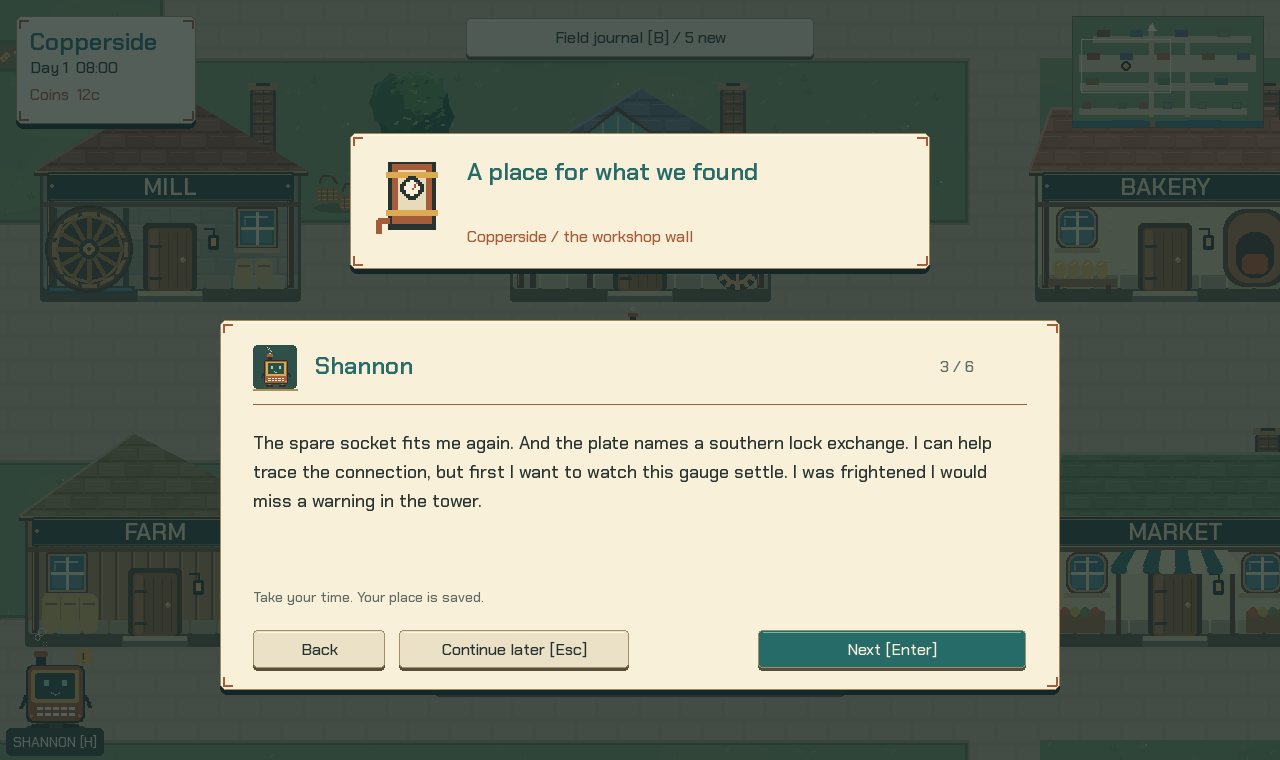 Copperside
Day 1 08:00
Coins 12c
Field journal [B] / 5 new
MILL
BAKERY
A place for what we found
Copperside / the workshop wall
Shannon
3 / 6
The spare socket fits me again. And the plate names a southern lock exchange. I can help
trace the connection, but first I want to watch this gauge settle. I was frightened I would
miss a warning in the tower.
FARM
MARKET
Take your time. Your place is saved.
Back
Continue later [Esc]
Next [Enter]
!
SHANNON [H]